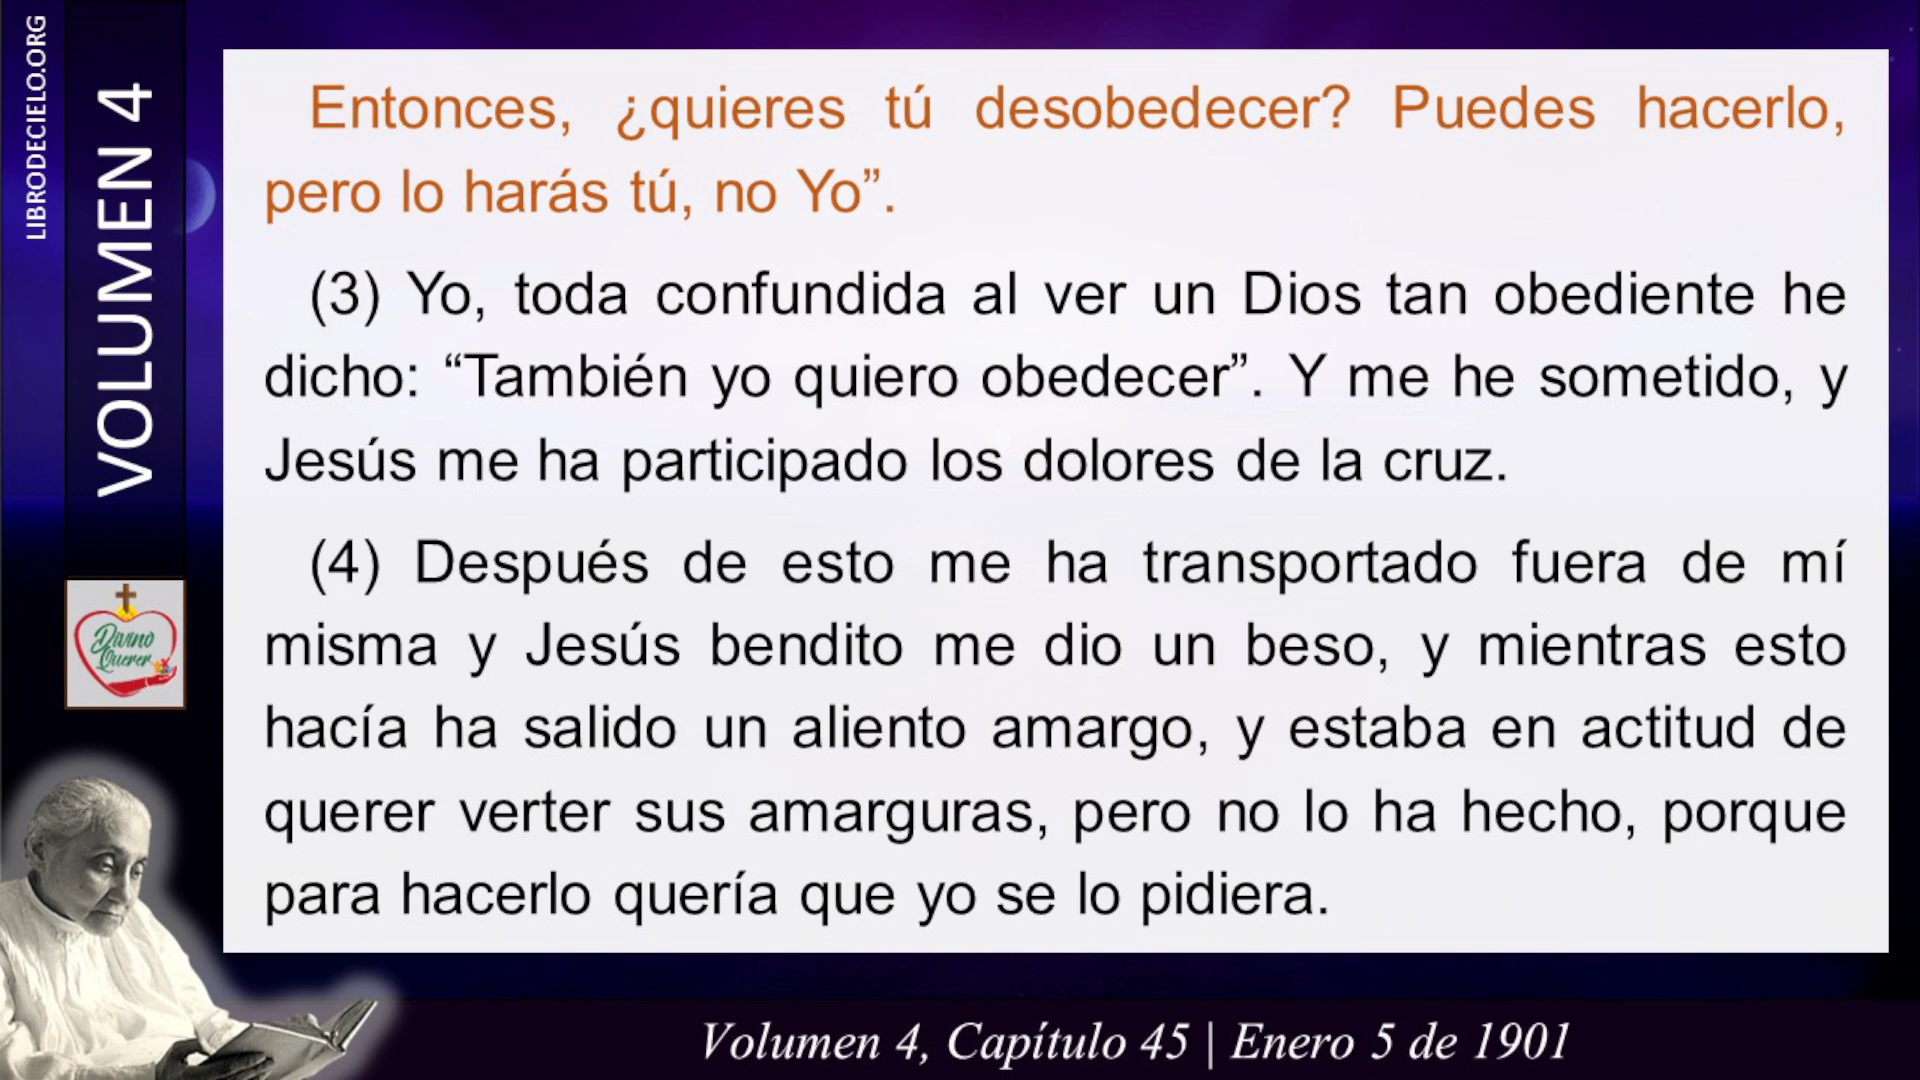 LIBRODECIELO.ORG
VOLUMEN 4
Divino
Querer
Entonces, ¿quieres tú desobedecer? Puedes hacerlo,
pero lo harás tú, no Yo”.
(3) Yo, toda confundida al ver un Dios tan obediente he
dicho: “También yo quiero obedecer”. Y me he sometido, y
Jesús me ha participado los dolores de la cruz.
(4) Después de esto me ha transportado fuera de mí
misma y Jesús bendito me dio un beso, y mientras esto
hacía ha salido un aliento amargo, y estaba en actitud de
querer verter sus amarguras, pero no lo ha hecho, porque
para hacerlo quería que yo se lo pidiera.
Volumen 4, Capítulo 45 | Enero 5 de 1901